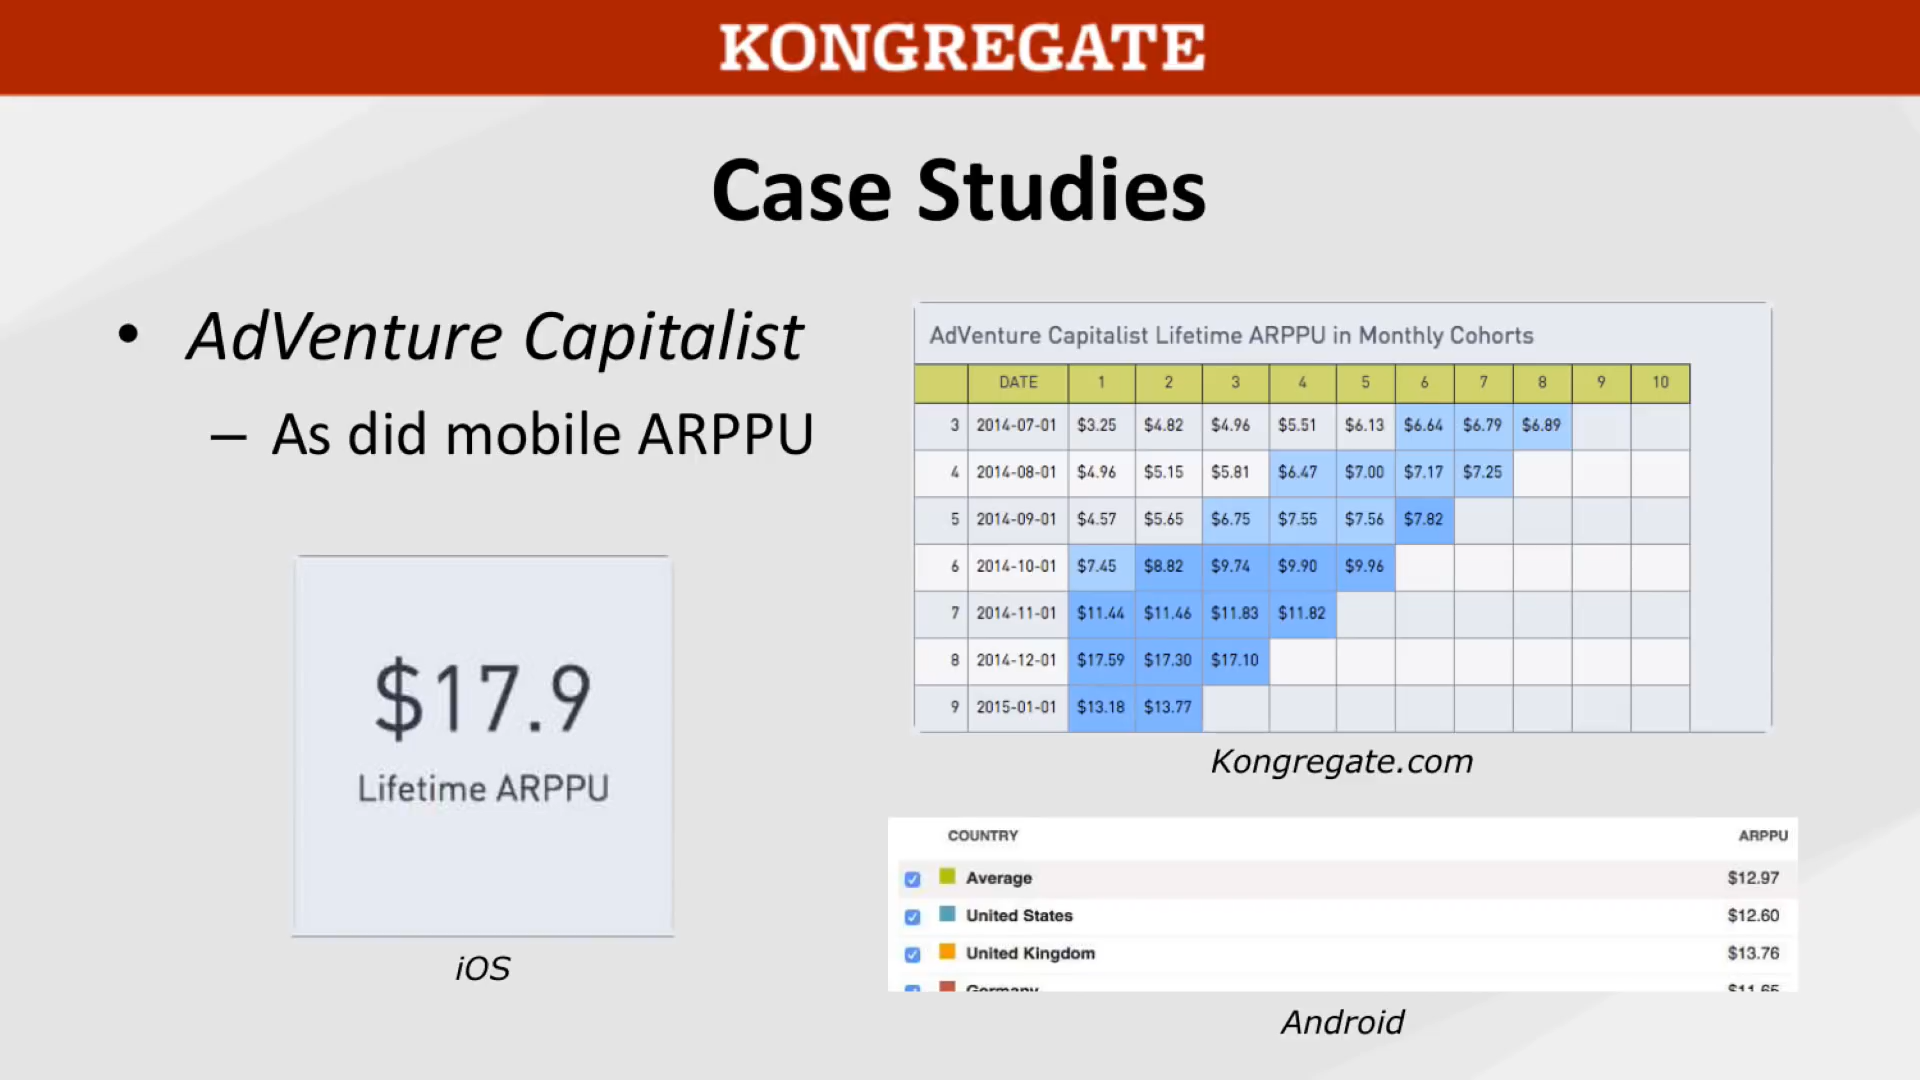 KONGREGATE
Case Studies
• AdVenture Capitalist
– As did mobile ARPPU
$17.9
Lifetime ARPPU
iOS
AdVenture Capitalist Lifetime ARPPU in Monthly Cohorts
DATE 1 2 3 4 5 6 7 8 9 10
3 2014-07-01 $3.25 $4.82 $4.96 $5.51 $6.13 $6.64 $6.79 $6.89
4 2014-08-01 $4.96 $5.15 $5.81 $6.47 $7.00 $7.17 $7.25
5 2014-09-01 $4.57 $5.65 $6.75 $7.55 $7.56 $7.82
6 2014-10-01 $7.45 $8.82 $9.74 $9.90 $9.96
7 2014-11-01 $11.44 $11.46 $11.83 $11.82
8 2014-12-01 $17.59 $17.30 $17.10
9 2015-01-01 $13.18 $13.77
Kongregate.com
COUNTRY ARPPU
Average $12.97
United States $12.60
United Kingdom $13.76
Germany $11.65
Android